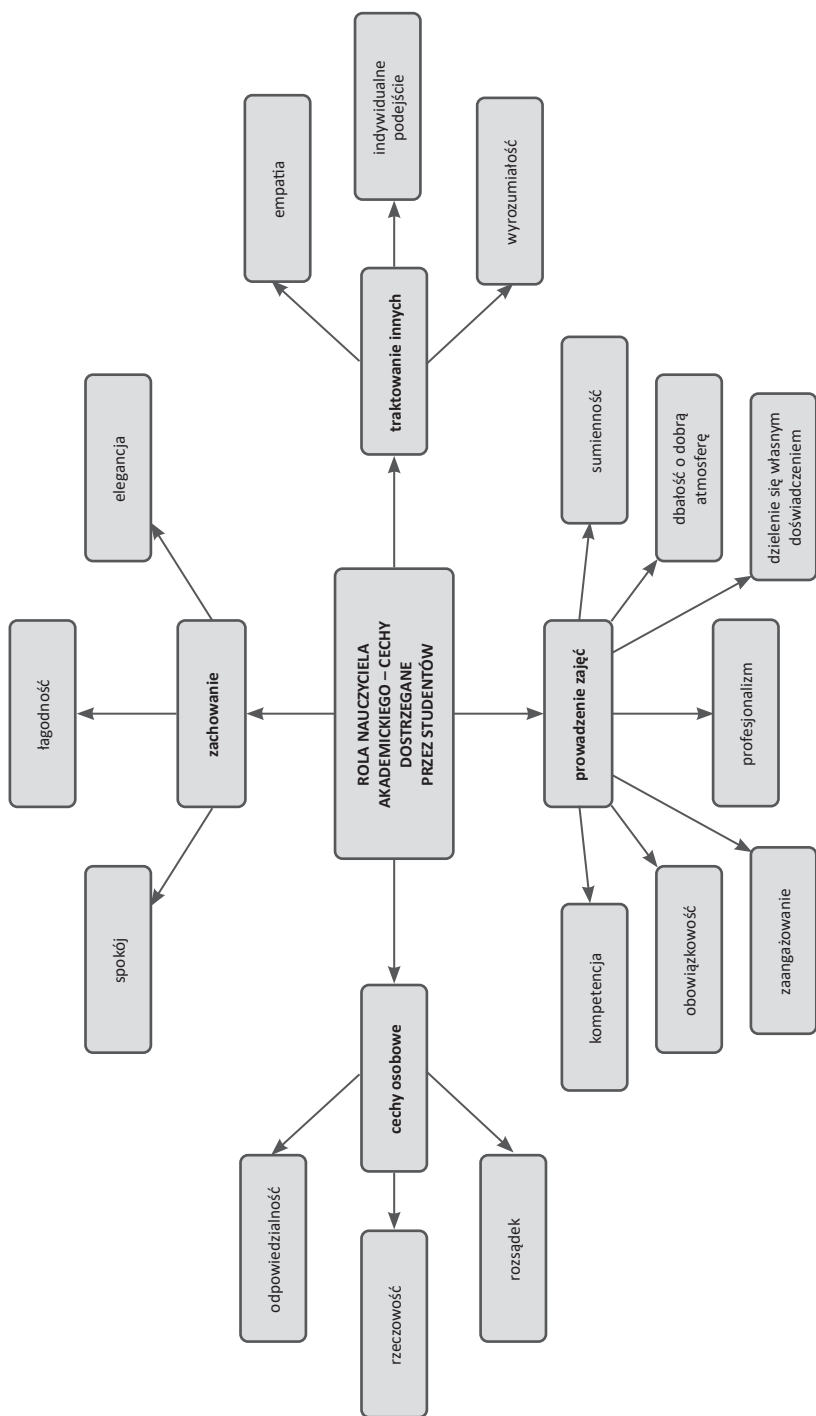 ROLA NAUCZYCIELA
AKADEMICKIEGO – CECHY
DOSTRZEGANE
PRZEZ STUDENTÓW
zachowanie
spokój
łagodność
elegancja
traktowanie innych
empatia
indywidualne
podejście
wyrozumiałość
cechy osobowe
odpowiedzialność
rzeczowość
rozsądek
prowadzenie zajęć
kompetencja
obowiązkowość
zaangażowanie
profesjonalizm
dzielenie się własnym
doświadczeniem
dbałość o dobrą
atmosferę
sumienność